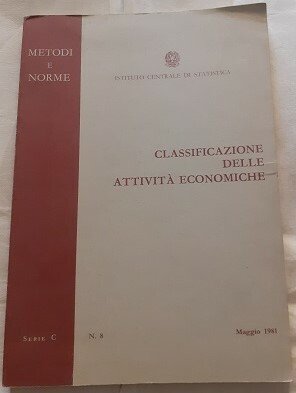 METODI
E
NORME
ISTITUTO CENTRALE DI STATISTICA
CLASSIFICAZIONE
DELLE
ATTIVITÀ ECONOMICHE
SERIE C
N. 8
Maggio 1981